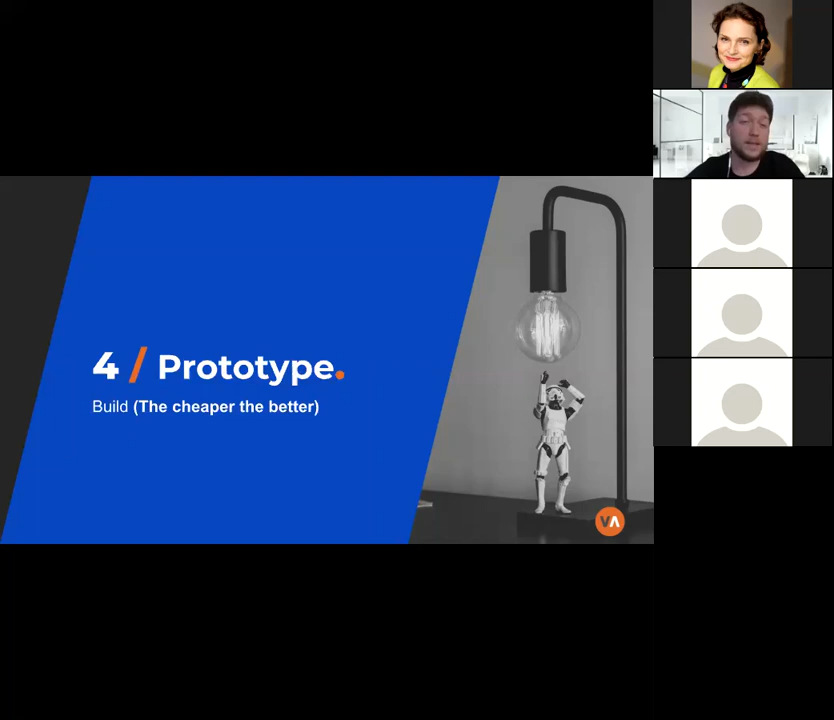 4 / Prototype.
Build (The cheaper the better)
VA